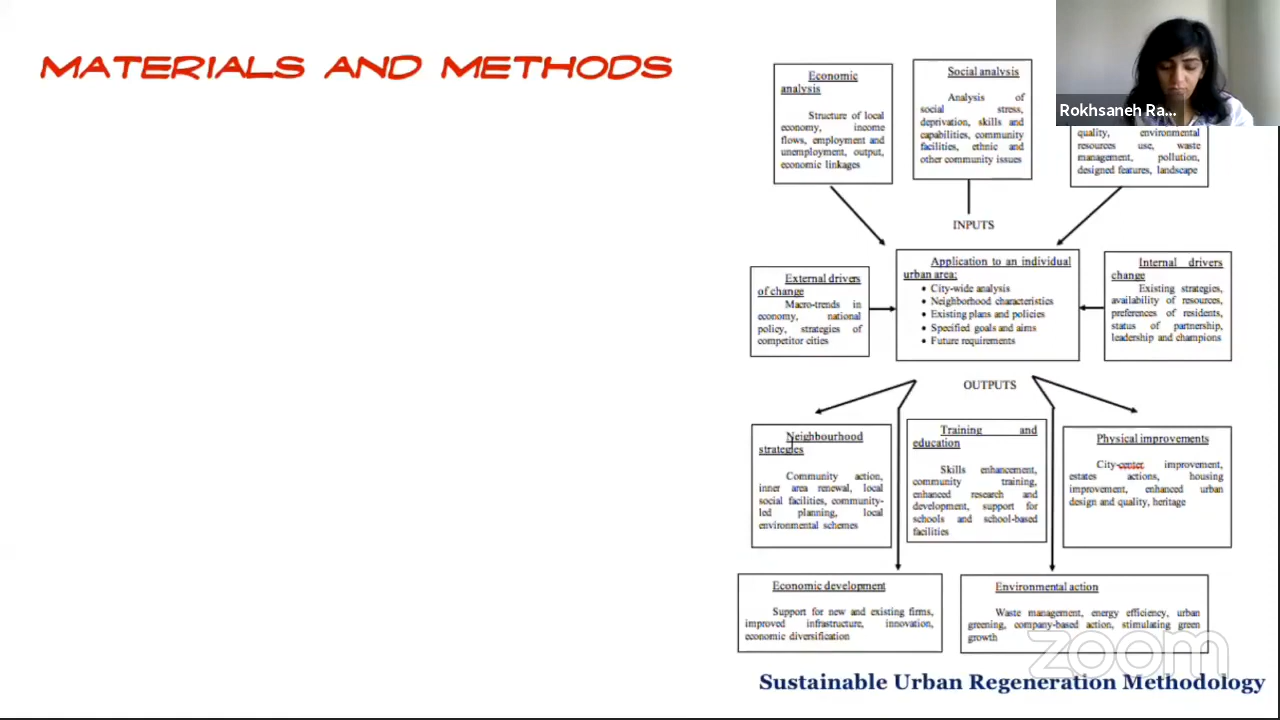 MATERIALS AND METHODS
Rokhsaneh Ra...
Economic
analysis
Structure of local
economy, income
flows, employment and
unemployment, output,
economic linkages
Social analysis
Analysis of
social stress,
deprivation, skills and
capabilities, community
facilities, ethnic and
other community issues
quality, environmental
resources use, waste
management, pollution,
designed features, landscape
INPUTS
External drivers
of change
Macro-trends in
economy, national
policy, strategies of
competitor cities
Application to an individual
urban area:
• City-wide analysis
• Neighborhood characteristics
• Existing plans and policies
• Specified goals and aims
• Future requirements
Internal drivers
change
Existing strategies,
availability of resources,
preferences of residents,
status of partnership,
leadership and champions
OUTPUTS
Neighbourhood
strategies
Community action,
inner area renewal, local
social facilities, community-
led planning, local
environmental schemes
Training and
education
Skills enhancement,
community training,
enhanced research and
development, support for
schools and school-based
facilities
Physical improvements
City-center improvement,
estates actions, housing
improvement, enhanced urban
design and quality, heritage
Economic development
Support for new and existing firms,
improved infrastructure, innovation,
economic diversification
Environmental action
Waste management, energy efficiency, urban
greening, company-based action, stimulating green
growth
zoom
Sustainable Urban Regeneration Methodology